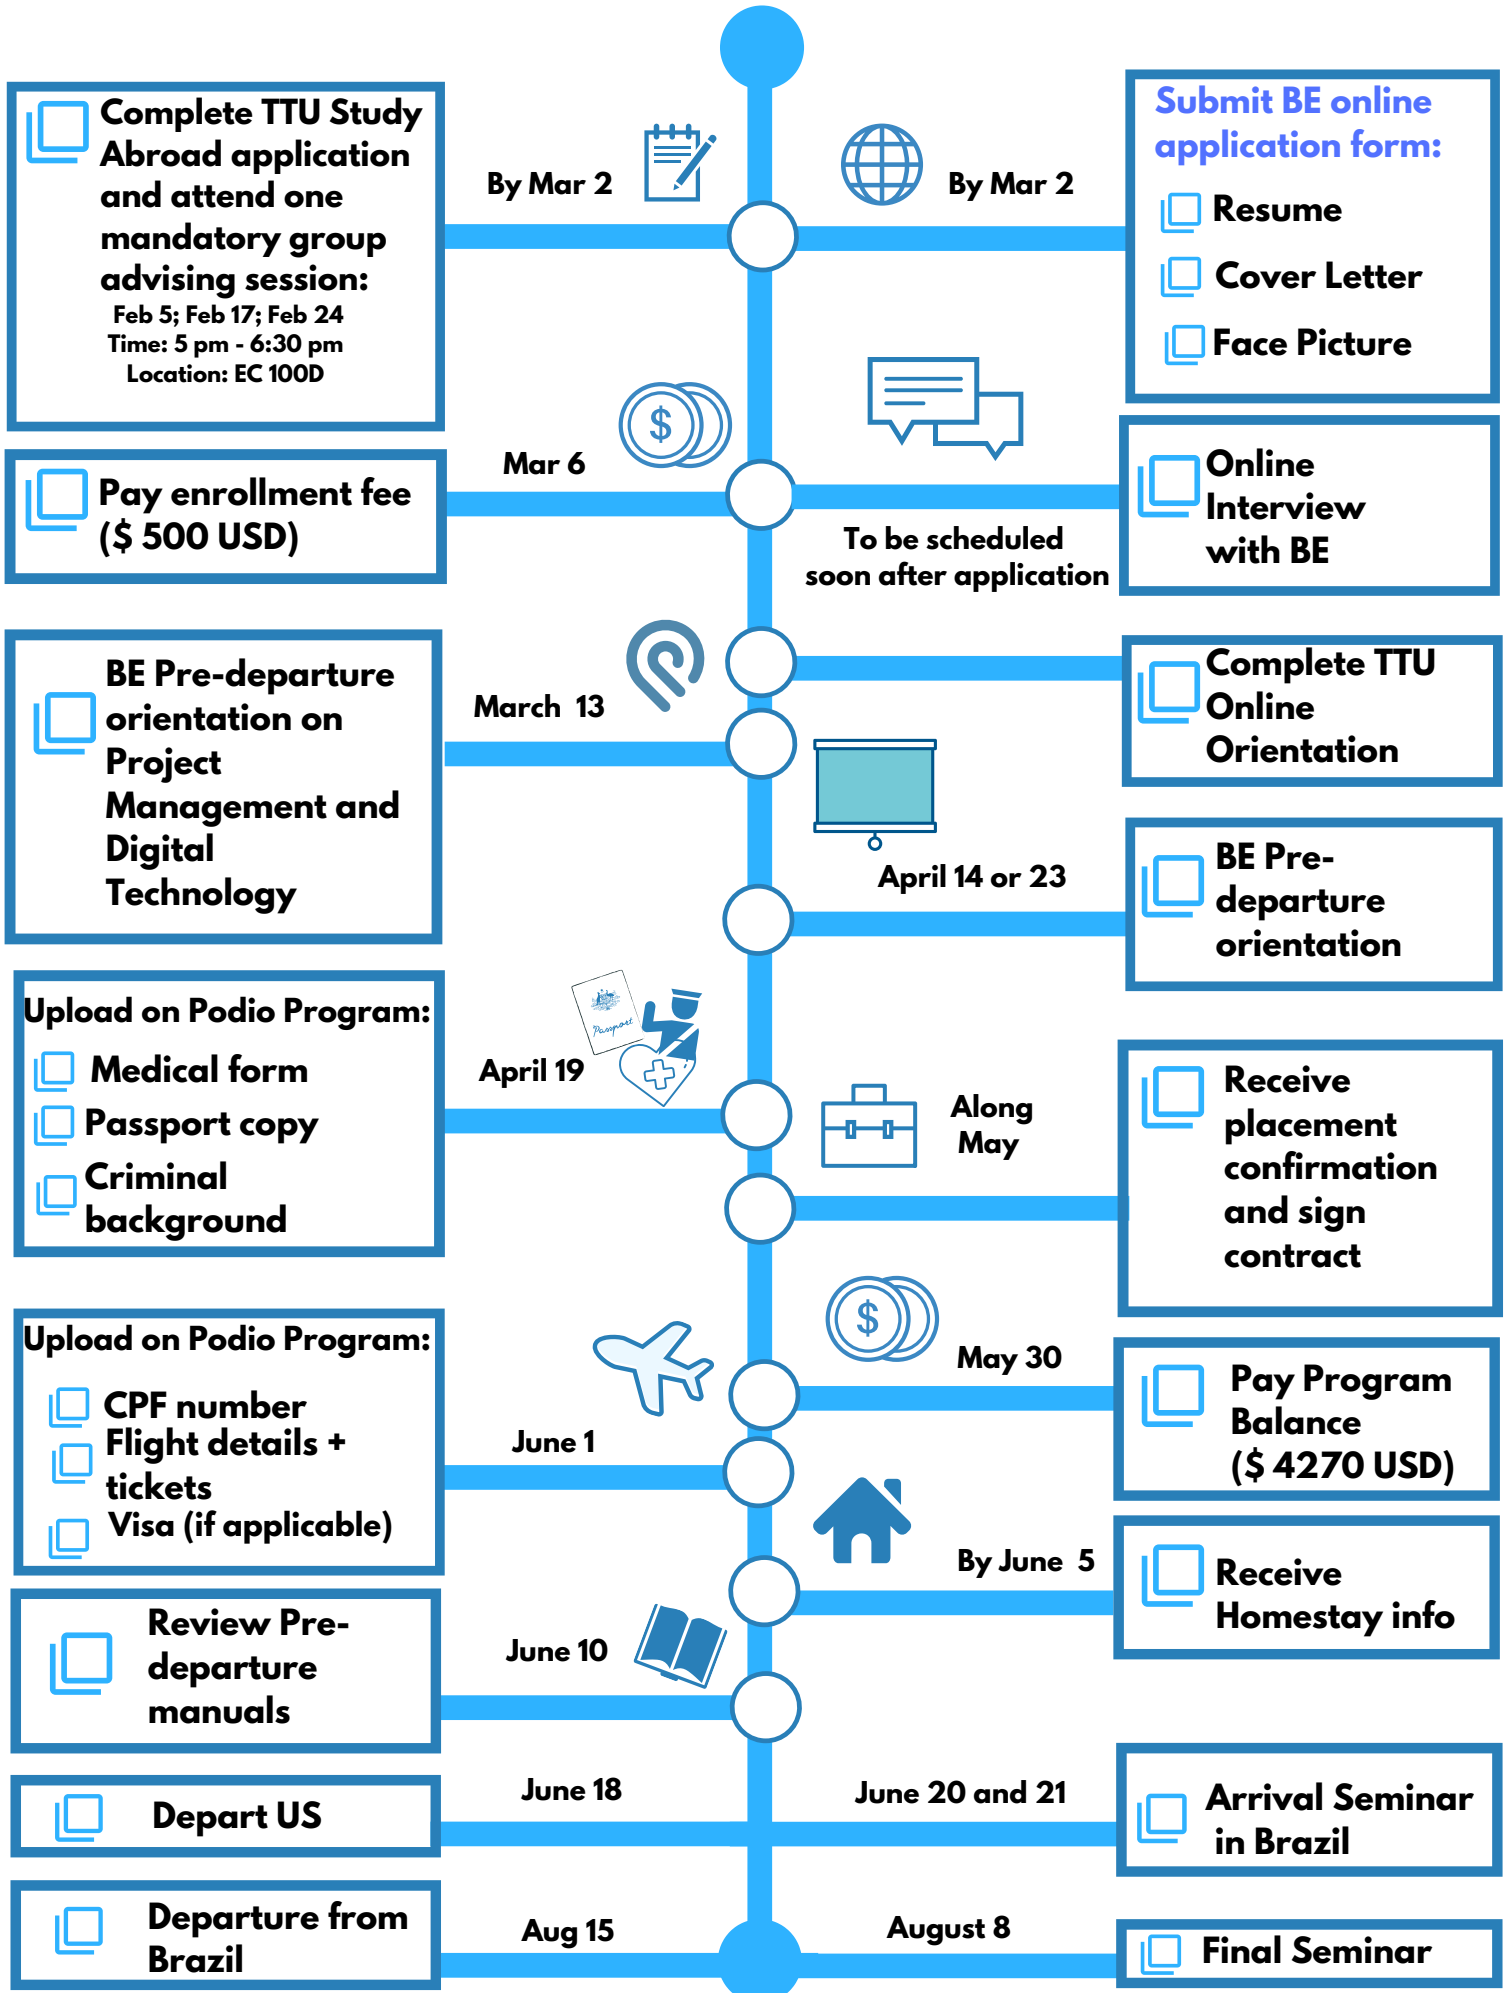 Complete TTU Study
Abroad application
and attend one
mandatory group
advising session:
Feb 5; Feb 17; Feb 24
Time: 5 pm - 6:30 pm
Location: EC 100D
By Mar 2
By Mar 2
Submit BE online
application form:
Resume
Cover Letter
Face Picture
Pay enrollment fee
($ 500 USD)
Mar 6
$
To be scheduled
soon after application
Online
Interview
with BE
Complete TTU
Online
Orientation
BE Pre-departure
orientation on
Project
Management and
Digital
Technology
March 13
April 14 or 23
BE Pre-
departure
orientation
Upload on Podio Program:
Medical form
Passport copy
Criminal
background
April 19
Passport
Along
May
Receive
placement
confirmation
and sign
contract
$
May 30
Pay Program
Balance
($ 4270 USD)
Upload on Podio Program:
CPF number
Flight details +
tickets
Visa (if applicable)
June 1
By June 5
Receive
Homestay info
Review Pre-
departure
manuals
June 10
Depart US
June 18
June 20 and 21
Arrival Seminar
in Brazil
Departure from
Brazil
Aug 15
August 8
Final Seminar